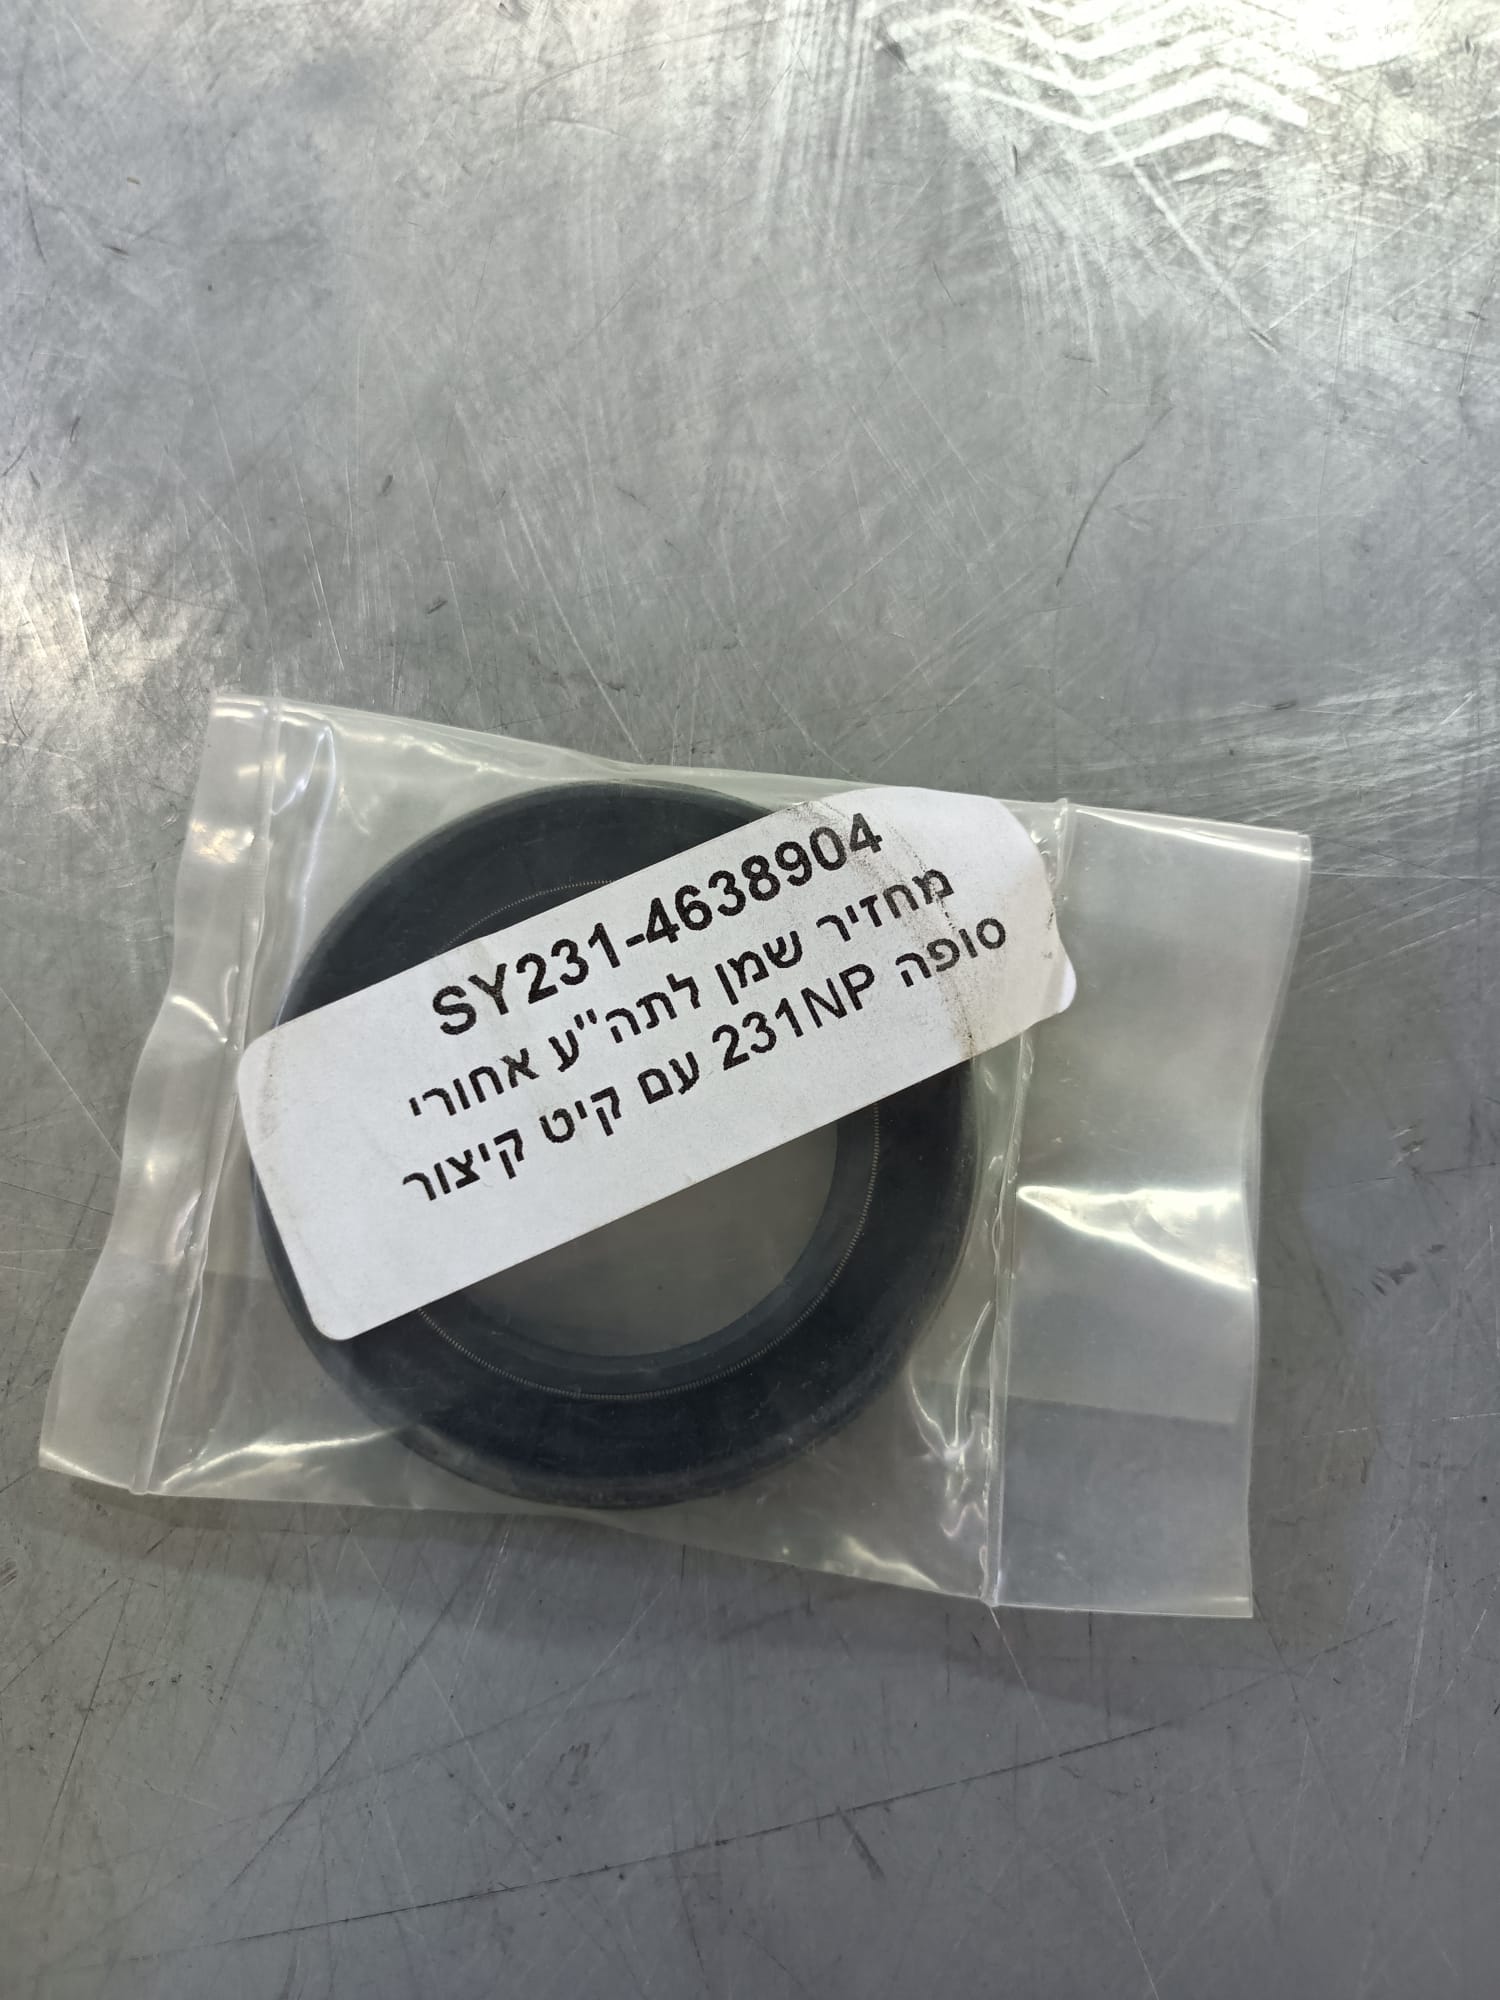 SY231-4638904
מחזיר שמן לתה"ע אחורי
סופה 231NP עם קיט קיצור